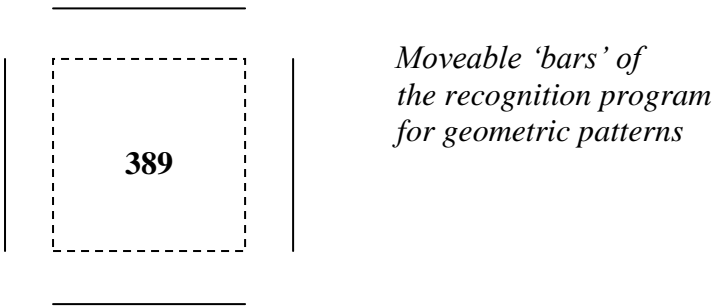 Moveable ‘bars’ of
the recognition program
for geometric patterns
389